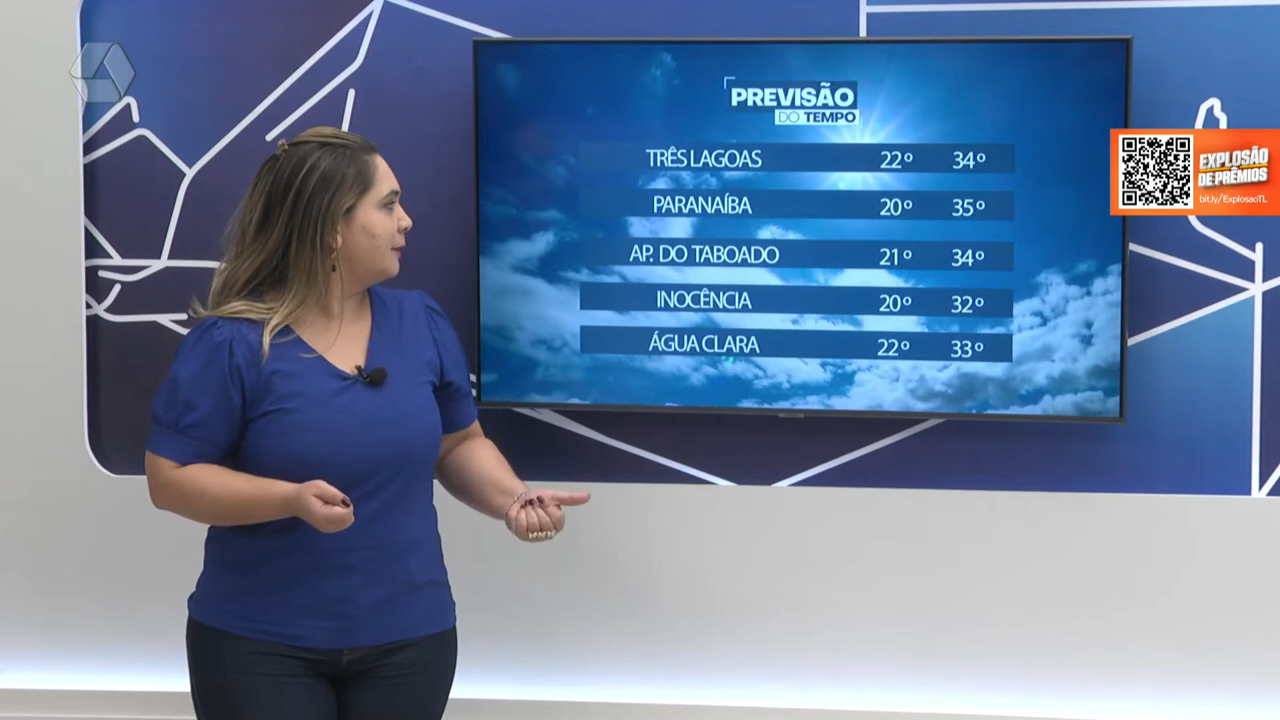 PREVISÃO
DO TEMPO
TRÊS LAGOAS 22º 34º
PARANAÍBA 20º 35º
AP. DO TABOADO 21º 34º
INOCÊNCIA 20º 32º
ÁGUA CLARA 22º 33º
EXPLOSÃO
DE PRÊMIOS
bit.ly/ExplosaoTL